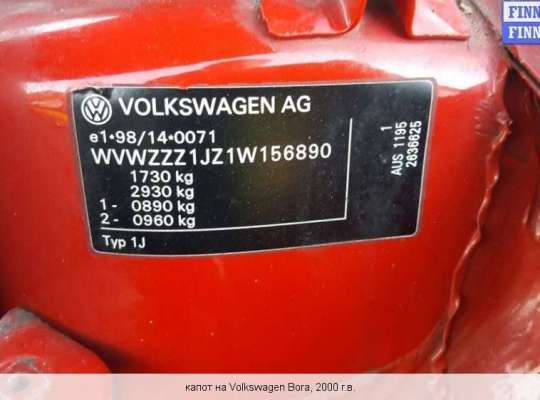 FINN
FINN
VOLKSWAGEN AG
e1•98/14•0071
WVWZZZ1JZ1W156890
1730 kg
2930 kg
1 - 0890 kg
2 - 0960 kg
Typ 1J
1
AUS 1195
2636625
капот на Volkswagen Bora, 2000 г.в.